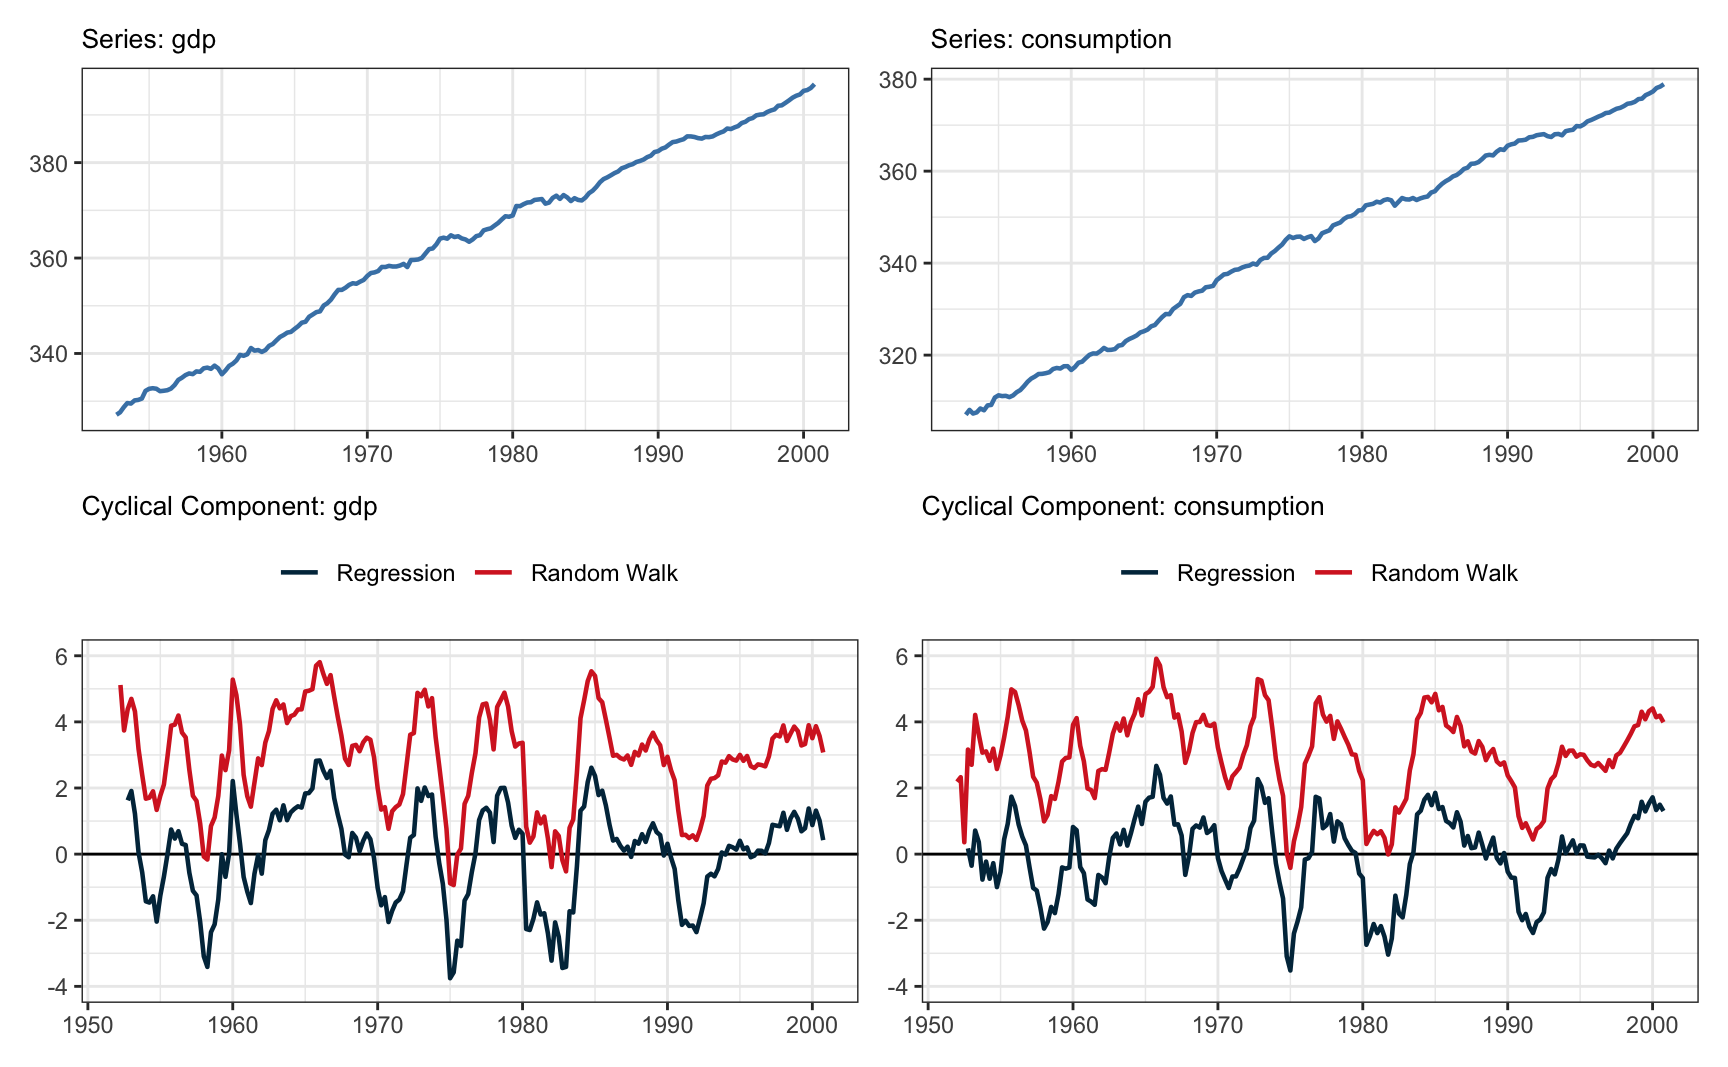 Series: gdp
380
360
340
1960 1970 1980 1990 2000
Series: consumption
380
360
340
320
1960 1970 1980 1990 2000
Cyclical Component: gdp
Regression Random Walk
6
4
2
0
-2
-4
1950 1960 1970 1980 1990 2000
Cyclical Component: consumption
Regression Random Walk
6
4
2
0
-2
-4
1950 1960 1970 1980 1990 2000